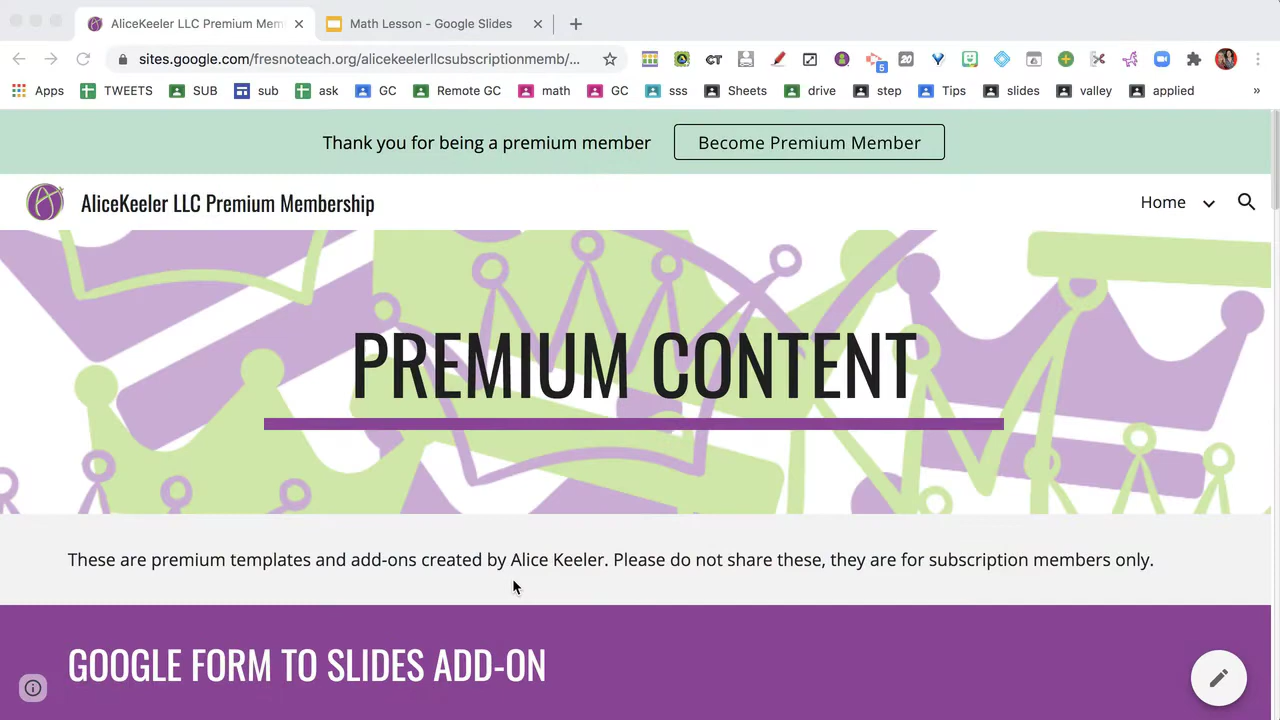 AliceKeeler LLC Premium Mem
Math Lesson - Google Slides
sites.google.com/fresnoteach.org/alicekeelerllcsubscriptionmemb/...
CT
5
20
Apps
TWEETS
SUB
sub
ask
GC
Remote GC
math
GC
sss
Sheets
drive
step
Tips
slides
valley
applied
»
Thank you for being a premium member
Become Premium Member
AliceKeeler LLC Premium Membership
Home
PREMIUM CONTENT
These are premium templates and add-ons created by Alice Keeler. Please do not share these, they are for subscription members only.
GOOGLE FORM TO SLIDES ADD-ON